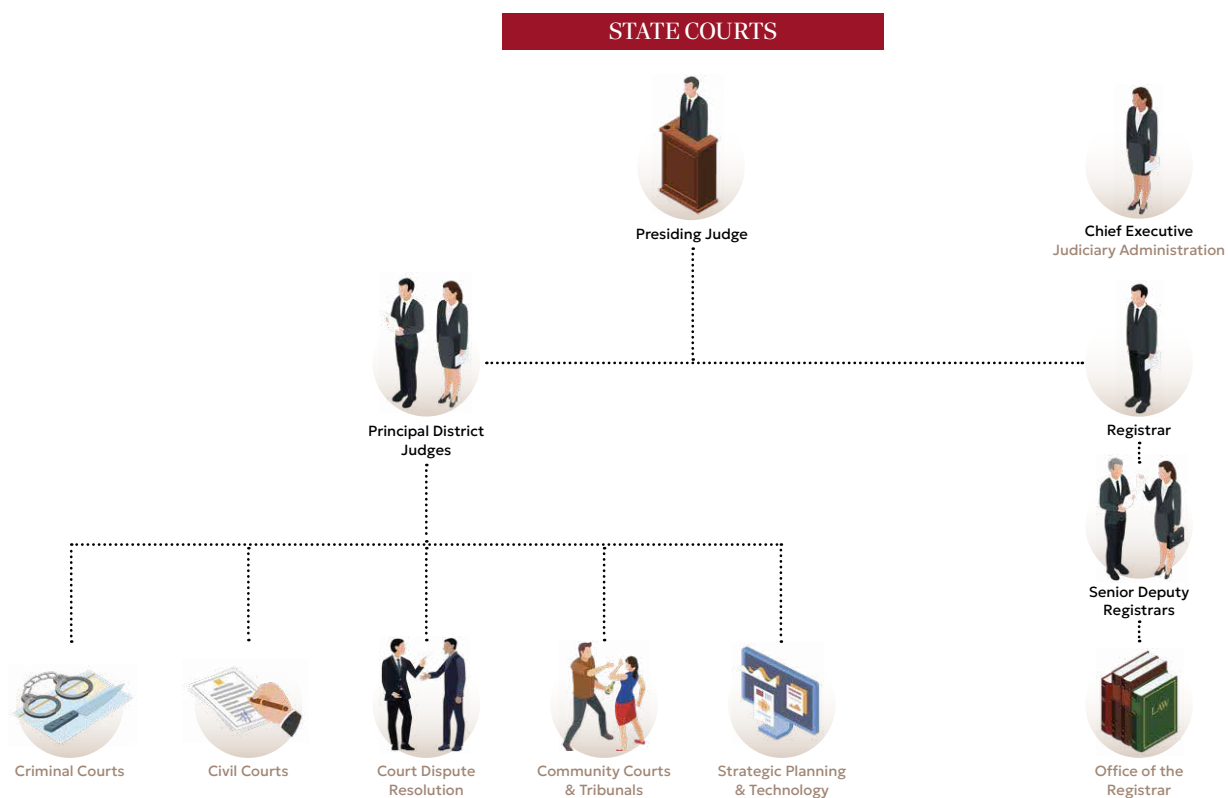 STATE COURTS
Presiding Judge
Chief Executive
Judiciary Administration
Principal District
Judges
Registrar
Senior Deputy
Registrars
LAW
Criminal Courts
Civil Courts
Court Dispute
Resolution
Community Courts
& Tribunals
Strategic Planning
& Technology
Office of the
Registrar